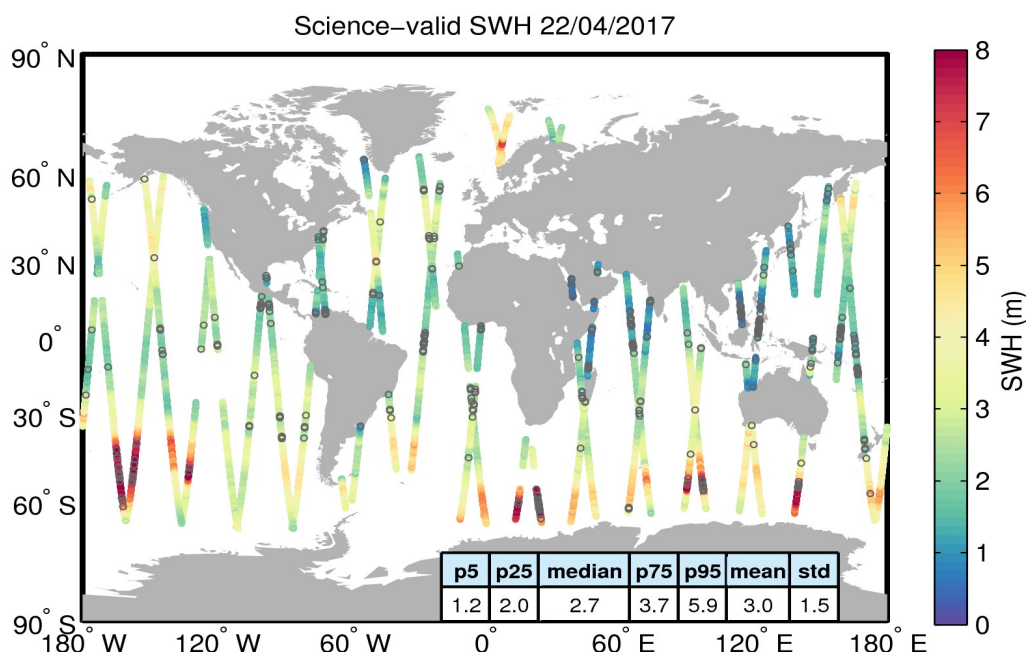 Science−valid SWH 22/04/2017
90° N
60° N
30° N
0°
30° S
60° S
90° S
180° W
120° W
60° W
0°
60° E
120° E
180° E
p5 p25 median p75 p95 mean std
1.2 2.0 2.7 3.7 5.9 3.0 1.5
8
7
6
5
4
3
2
1
0
SWH (m)